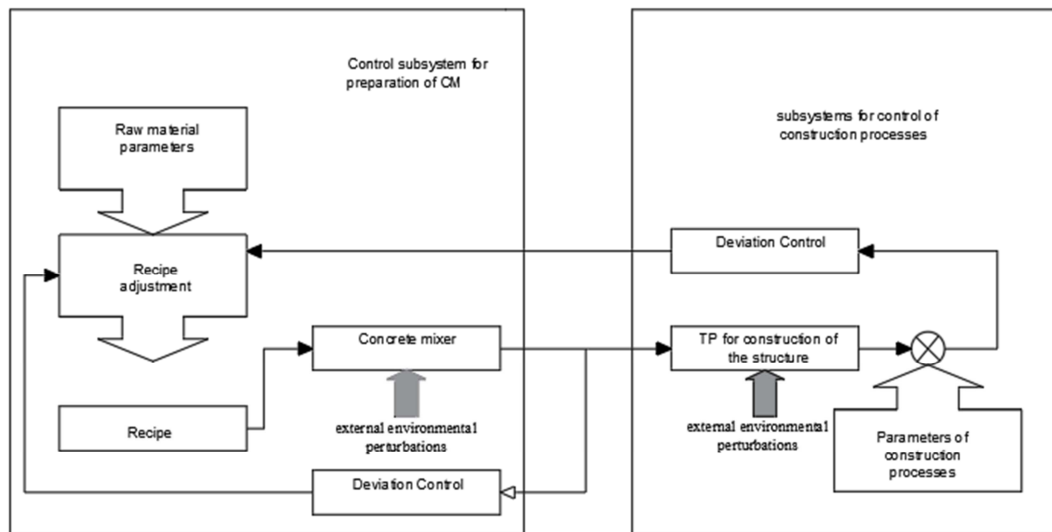 Control subsystem for
preparation of CM
Raw material
parameters
Recipe
adjustment
Recipe
Concrete mixer
external environmental
perturbations
Deviation Control
subsystems for control of
construction processes
Deviation Control
TP for construction of
the structure
external environmental
perturbations
Parameters of
construction
processes